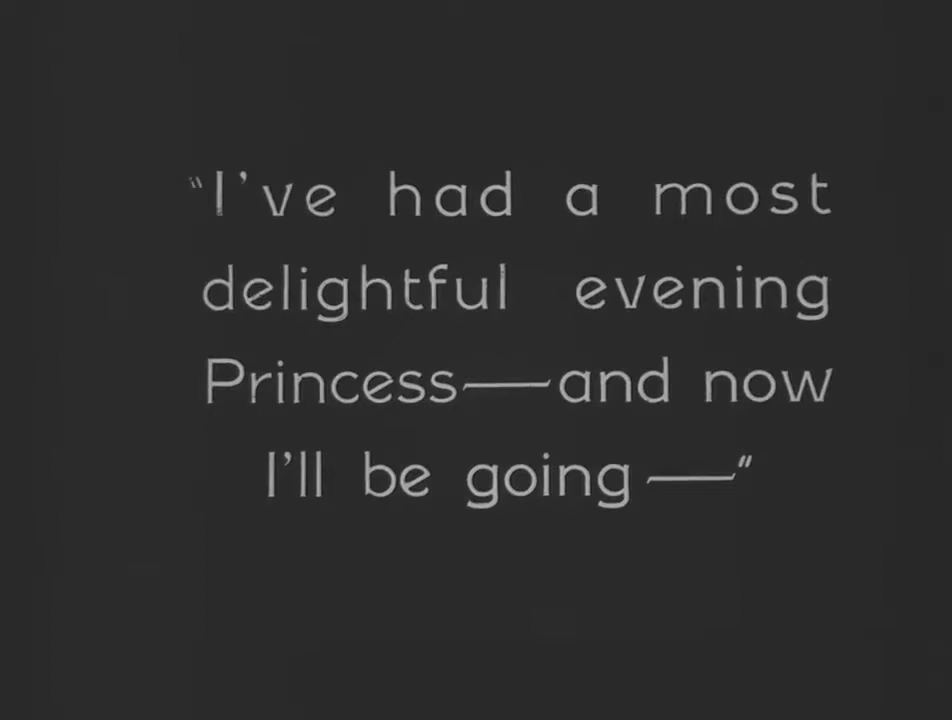 "I've had a most
delightful evening
Princess—and now
I'll be going—"